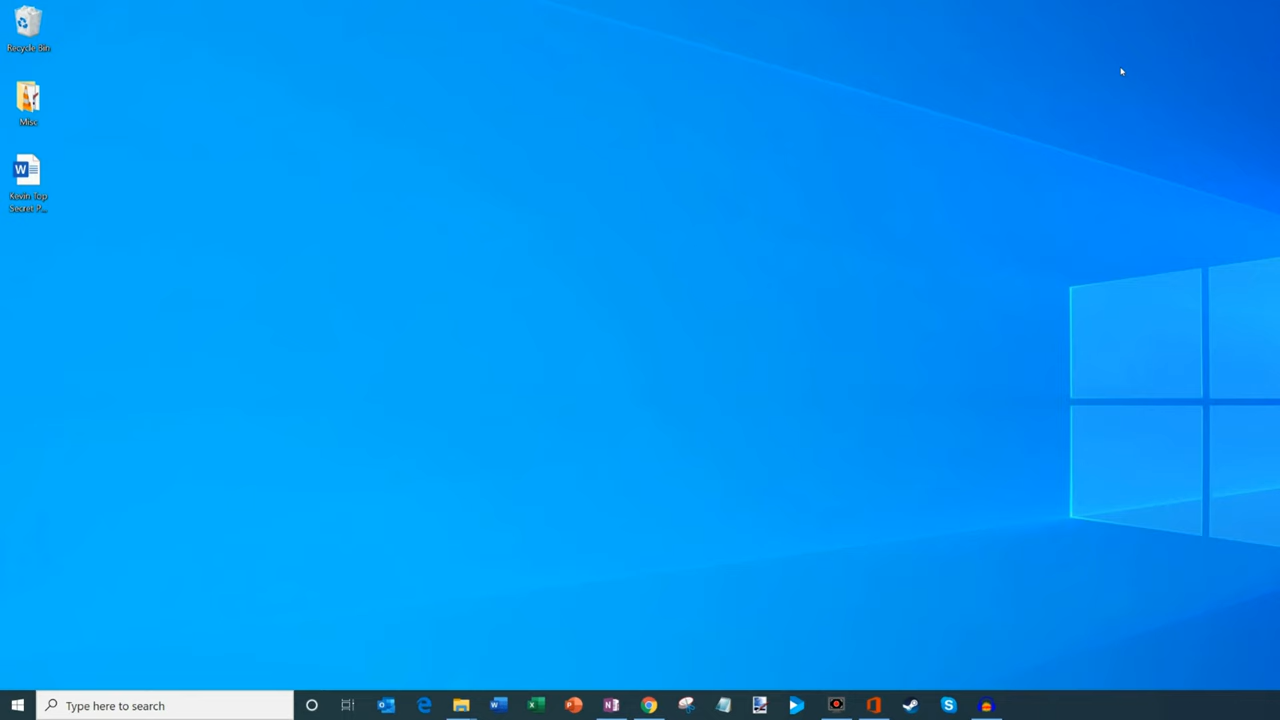 Recycle Bin
Misc
Kevin Top
Secret P...
Type here to search